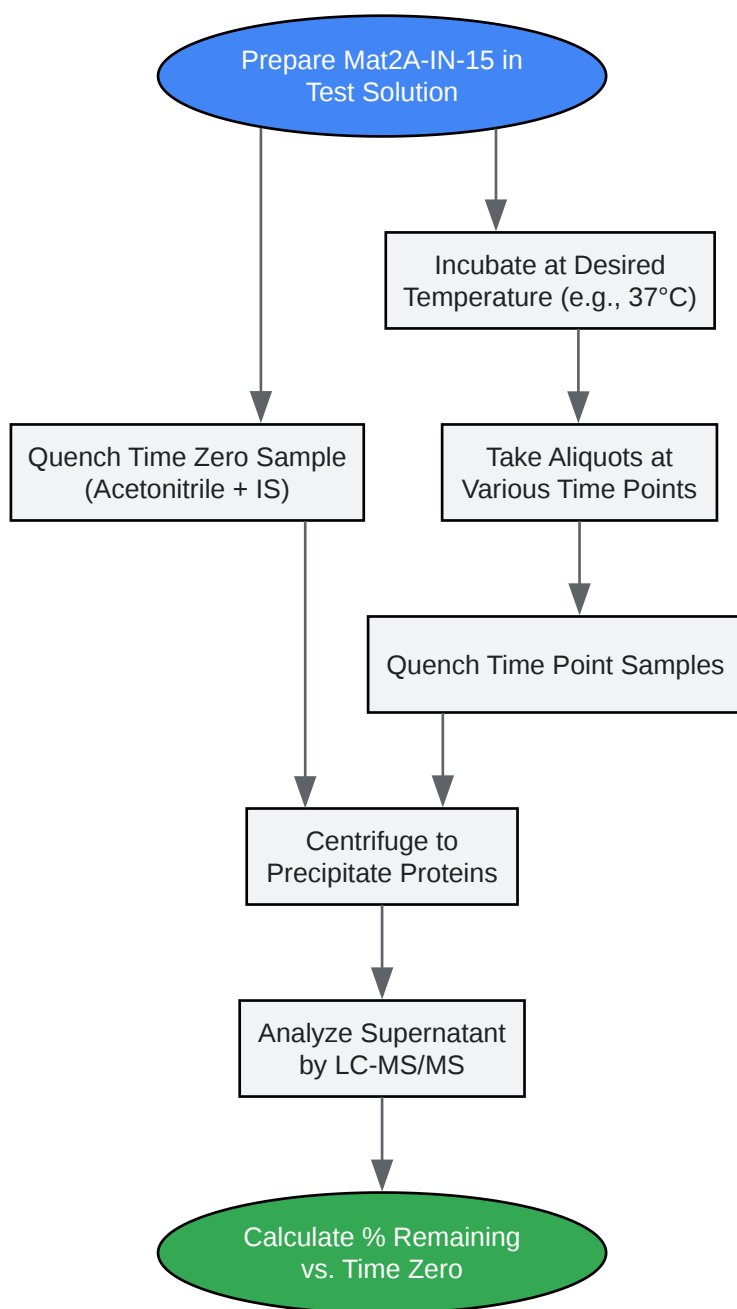 Prepare Mat2A-IN-15 in
Test Solution
Incubate at Desired
Temperature (e.g., 37°C)
Quench Time Zero Sample
(Acetonitrile + IS)
Take Aliquots at
Various Time Points
Quench Time Point Samples
Centrifuge to
Precipitate Proteins
Analyze Supernatant
by LC-MS/MS
Calculate % Remaining
vs. Time Zero